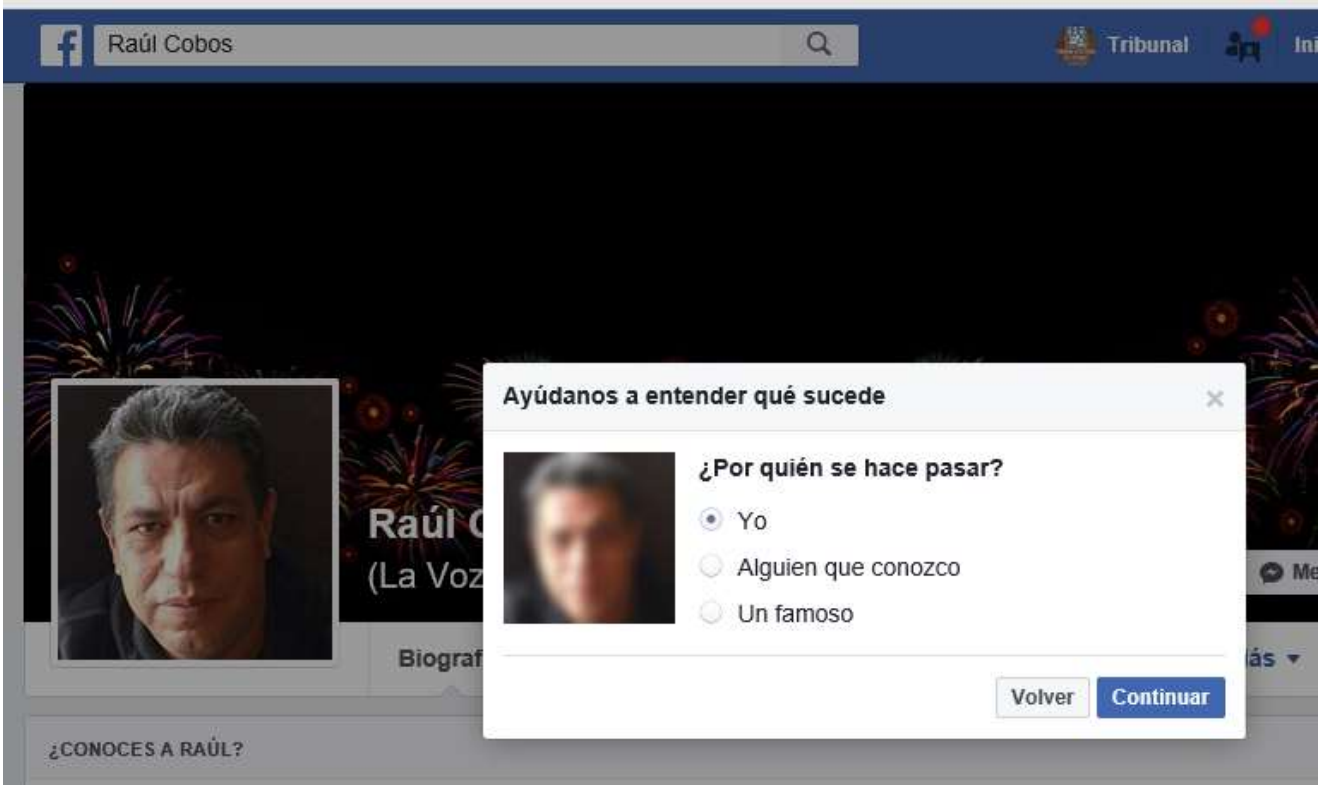 f
Raúl Cobos
Tribunal
Ini
Ayúdanos a entender qué sucede
¿Por quién se hace pasar?
Yo
Alguien que conozco
Un famoso
Raúl C
(La Voz
Me
Biograf
ás
Volver
Continuar
¿CONOCES A RAÚL?